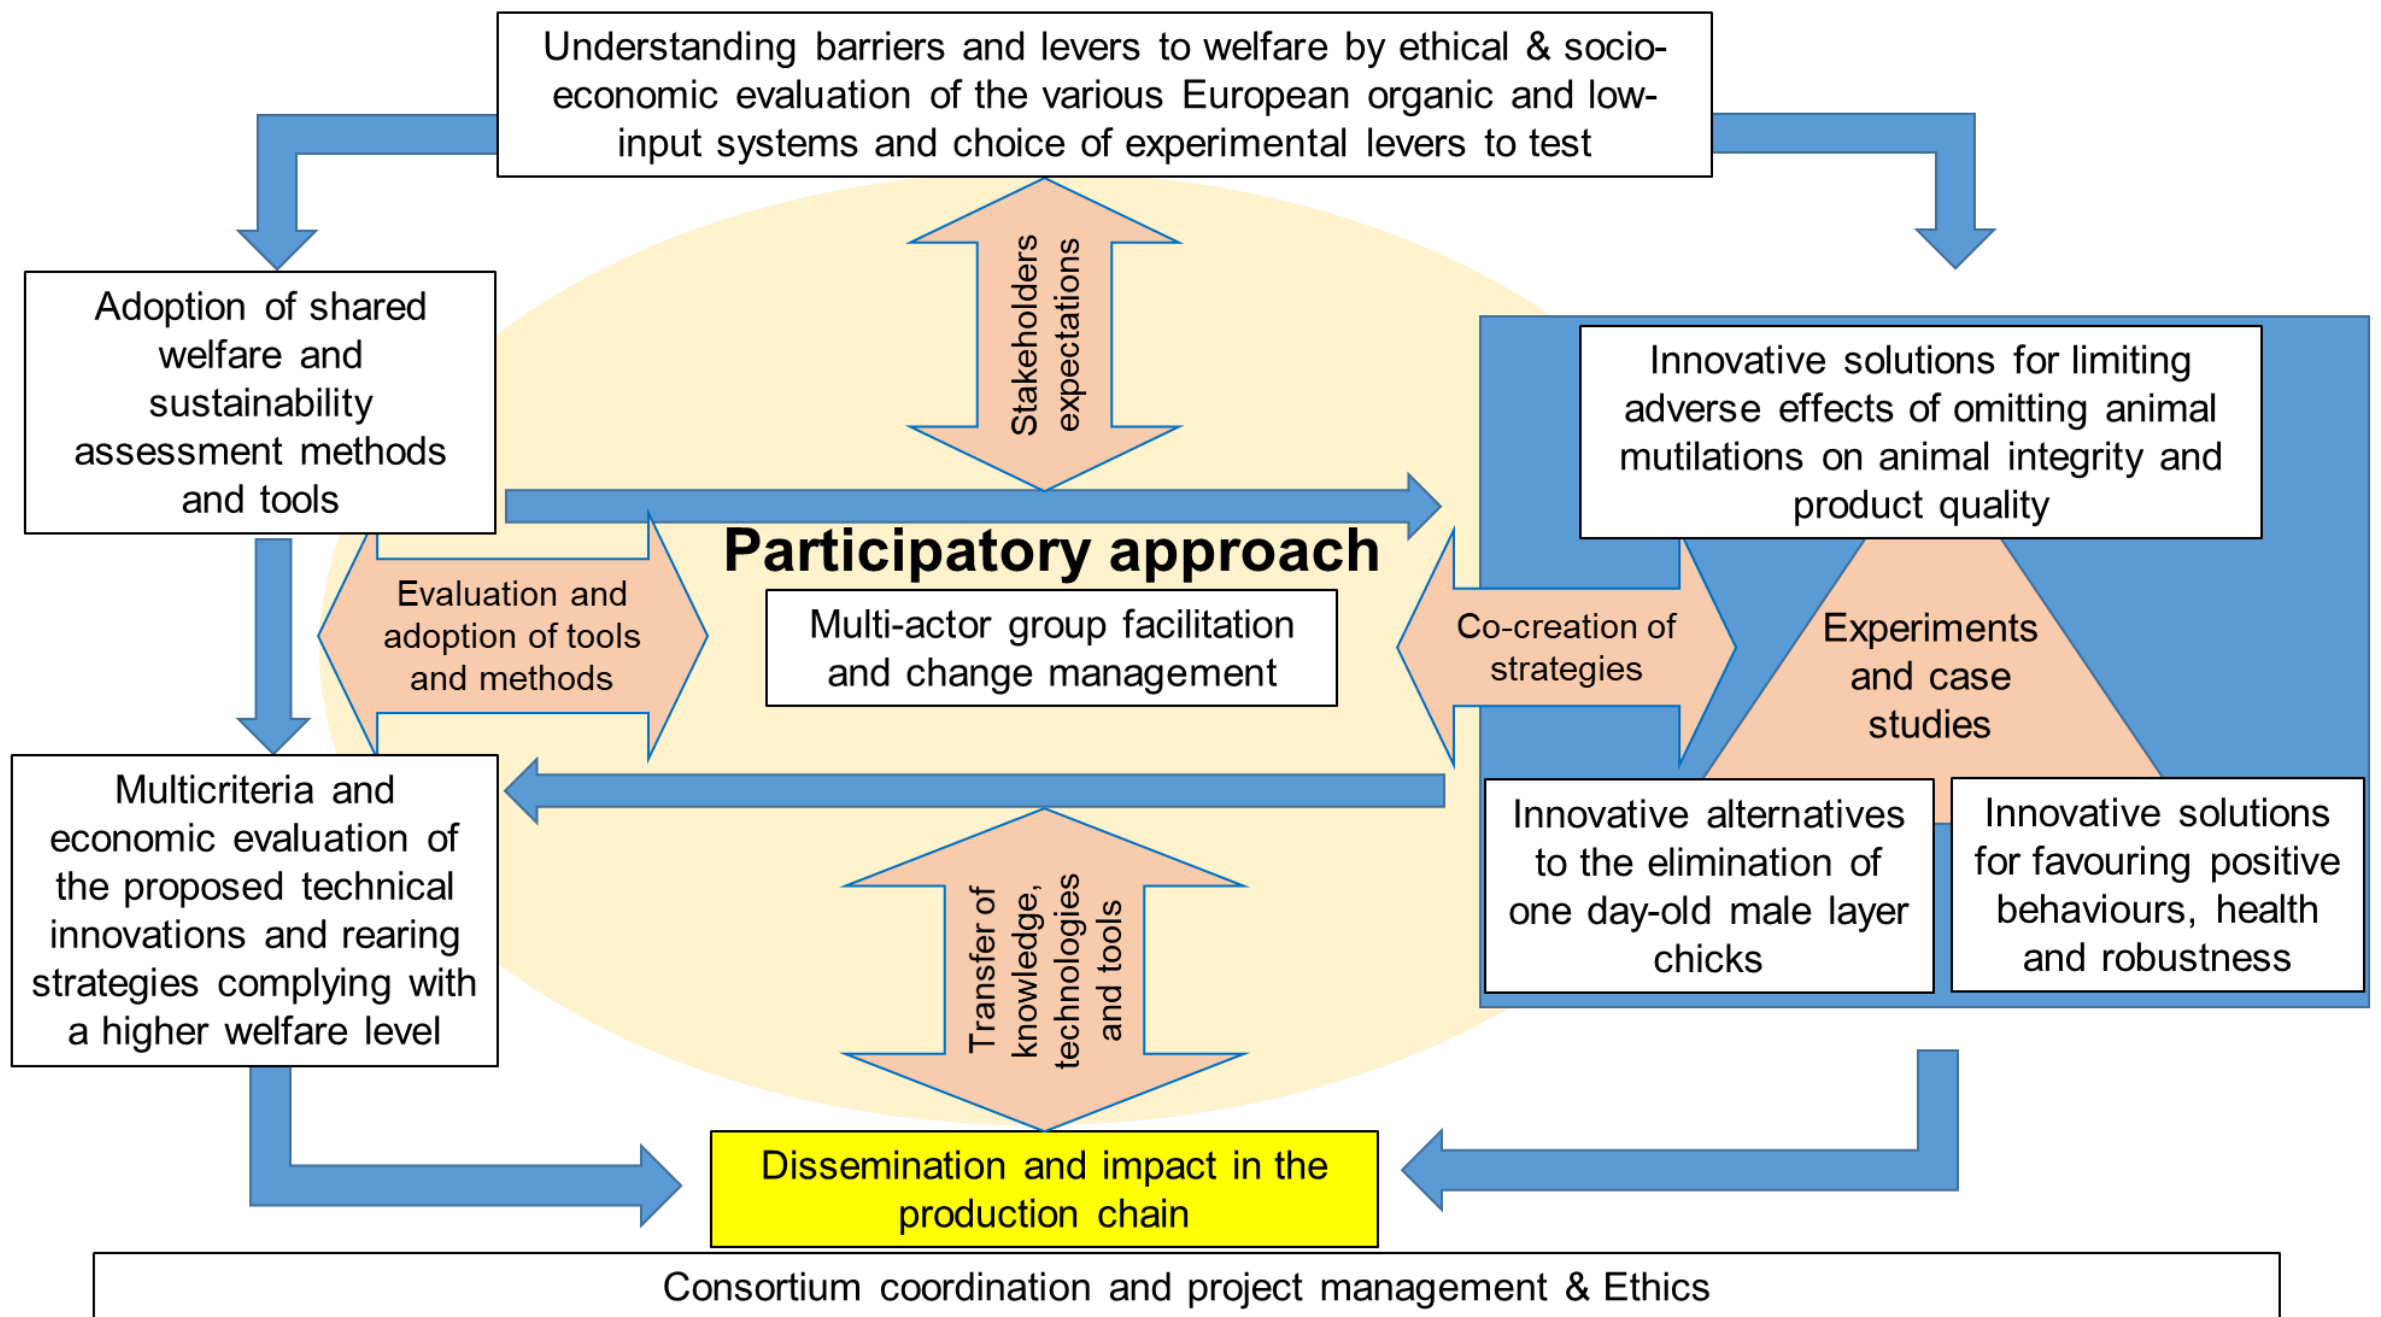 Understanding barriers and levers to welfare by ethical & socio-
economic evaluation of the various European organic and low-
input systems and choice of experimental levers to test
Stakeholders
expectations
Adoption of shared
welfare and
sustainability
assessment methods
and tools
Innovative solutions for limiting
adverse effects of omitting animal
mutilations on animal integrity and
product quality
Participatory approach
Evaluation and
adoption of tools
and methods
Multi-actor group facilitation
and change management
Co-creation of
strategies
Experiments
and case
studies
Multicriteria and
economic evaluation of
the proposed technical
innovations and rearing
strategies complying with
a higher welfare level
Transfer of
knowledge,
technologies
and tools
Innovative alternatives
to the elimination of
one day-old male layer
chicks
Innovative solutions
for favouring positive
behaviours, health
and robustness
Dissemination and impact in the
production chain
Consortium coordination and project management & Ethics